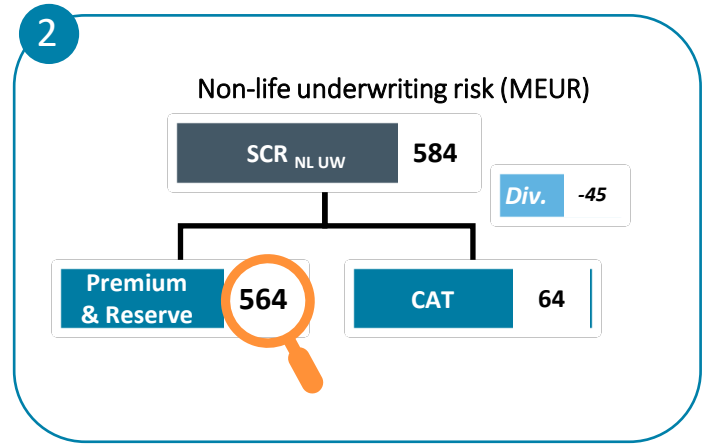 2
Non-life underwriting risk (MEUR)
SCR NL UW 584
Div. -45
Premium
& Reserve 564
CAT 64